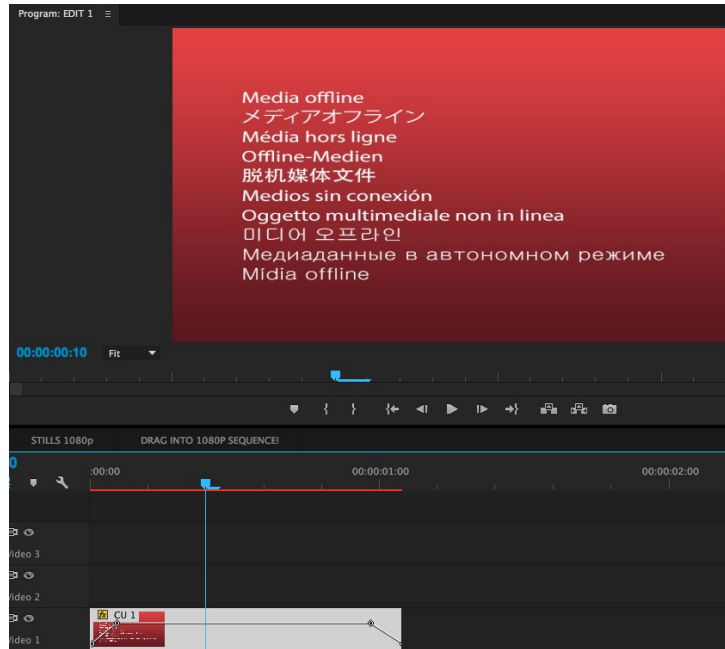 Program: EDIT 1
Media offline
メディアオフライン
Média hors ligne
Offline-Medien
脱机媒体文件
Medios sin conexión
Oggetto multimediale non in linea
미디어 오프라인
Медиаданные в автономном режиме
Mídia offline
00:00:00:10 Fit
STILLS 1080p DRAG INTO 1080P SEQUENCE!
0 :00:00 00:00:01:00 00:00:02:00
Video 3
Video 2
fx CU 1
Video 1